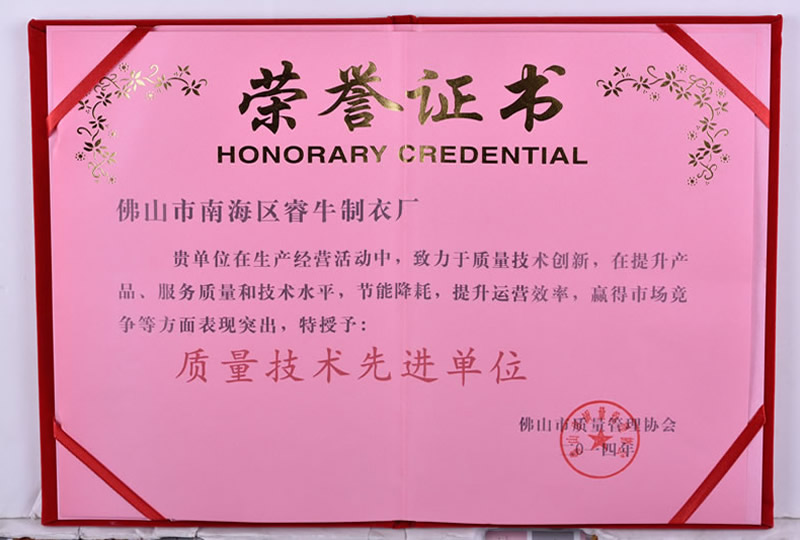 荣誉证书
HONORARY CREDENTIAL
佛山市南海区睿牛制衣厂
贵单位在生产经营活动中，致力于质量技术创新，在提升产
品、服务质量和技术水平，节能降耗，提升运营效率，赢得市场竞
争等方面表现突出，特授予：
质量技术先进单位
佛山市质量管理协会
0一四年